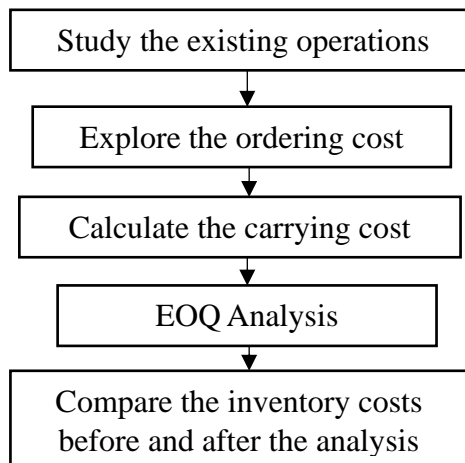 Study the existing operations
Explore the ordering cost
Calculate the carrying cost
EOQ Analysis
Compare the inventory costs
before and after the analysis